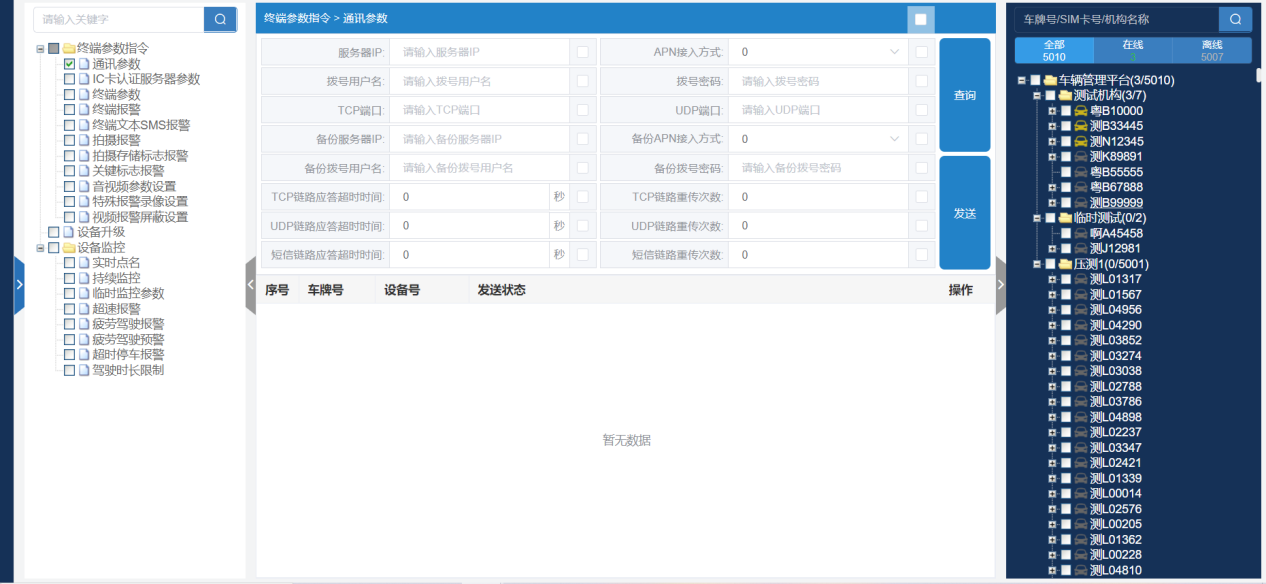 请输入关键字
终端参数指令
通讯参数
IC卡认证服务器参数
终端参数
终端报警
终端文本SMS报警
拍摄报警
拍摄存储标志报警
关键标志报警
音视频参数设置
特殊报警录像设置
视频报警屏蔽设置
设备升级
设备监控
实时点名
持续监控
临时监控参数
超速报警
疲劳驾驶报警
疲劳驾驶预警
超时停车报警
驾驶时长限制
终端参数指令 > 通讯参数
服务器IP: 请输入服务器IP APN接入方式: 0
拨号用户名: 请输入拨号用户名 拨号密码: 请输入拨号密码
TCP端口: 请输入TCP端口 UDP端口: 请输入UDP端口
备份服务器IP: 请输入备份服务器IP 备份APN接入方式: 0
备份拨号用户名: 请输入备份拨号用户名 备份拨号密码: 请输入备份拨号密码
TCP链路应答超时时间: 0 秒 TCP链路重传次数: 0
UDP链路应答超时时间: 0 秒 UDP链路重传次数: 0
短信链路应答超时时间: 0 秒 短信链路重传次数: 0
查询
发送
序号 车牌号 设备号 发送状态 操作
暂无数据
车牌号/SIM卡号/机构名称
全部 在线 离线
5010 3 5007
车辆管理平台(3/5010)
测试机构(3/7)
粤B10000
测B33445
测N12345
测K89891
粤B55555
粤B67888
测B99999
临时测试(0/2)
啊A45458
测J12981
压测1(0/5001)
测L01317
测L01567
测L04956
测L04290
测L03852
测L03274
测L03038
测L02788
测L03786
测L04898
测L02237
测L03347
测L02421
测L01339
测L00014
测L02576
测L00205
测L01362
测L00228
测L04810